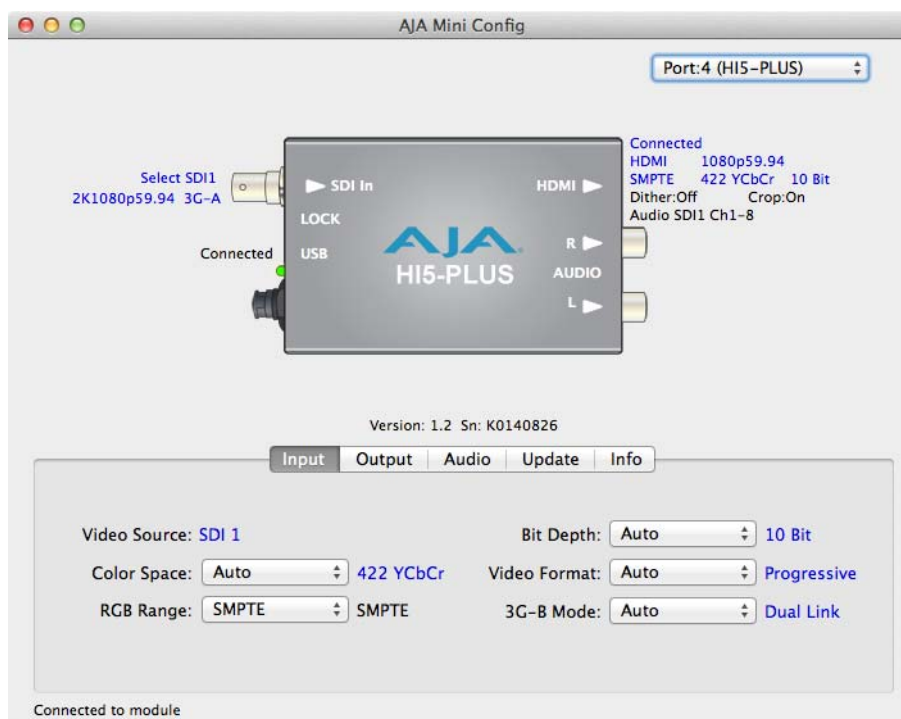 AJA Mini Config
Port:4 (HI5-PLUS)
Select SDI1
2K1080p59.94 3G-A
Connected
SDI In
LOCK
USB
AJA
HI5-PLUS
HDMI
R
AUDIO
L
Connected
HDMI 1080p59.94
SMPTE 422 YCbCr 10 Bit
Dither:Off Crop:On
Audio SDI1 Ch1-8
Version: 1.2 Sn: K0140826
Input Output Audio Update Info
Video Source: SDI 1
Color Space: Auto 422 YCbCr
RGB Range: SMPTE SMPTE
Bit Depth: Auto 10 Bit
Video Format: Auto Progressive
3G-B Mode: Auto Dual Link
Connected to module